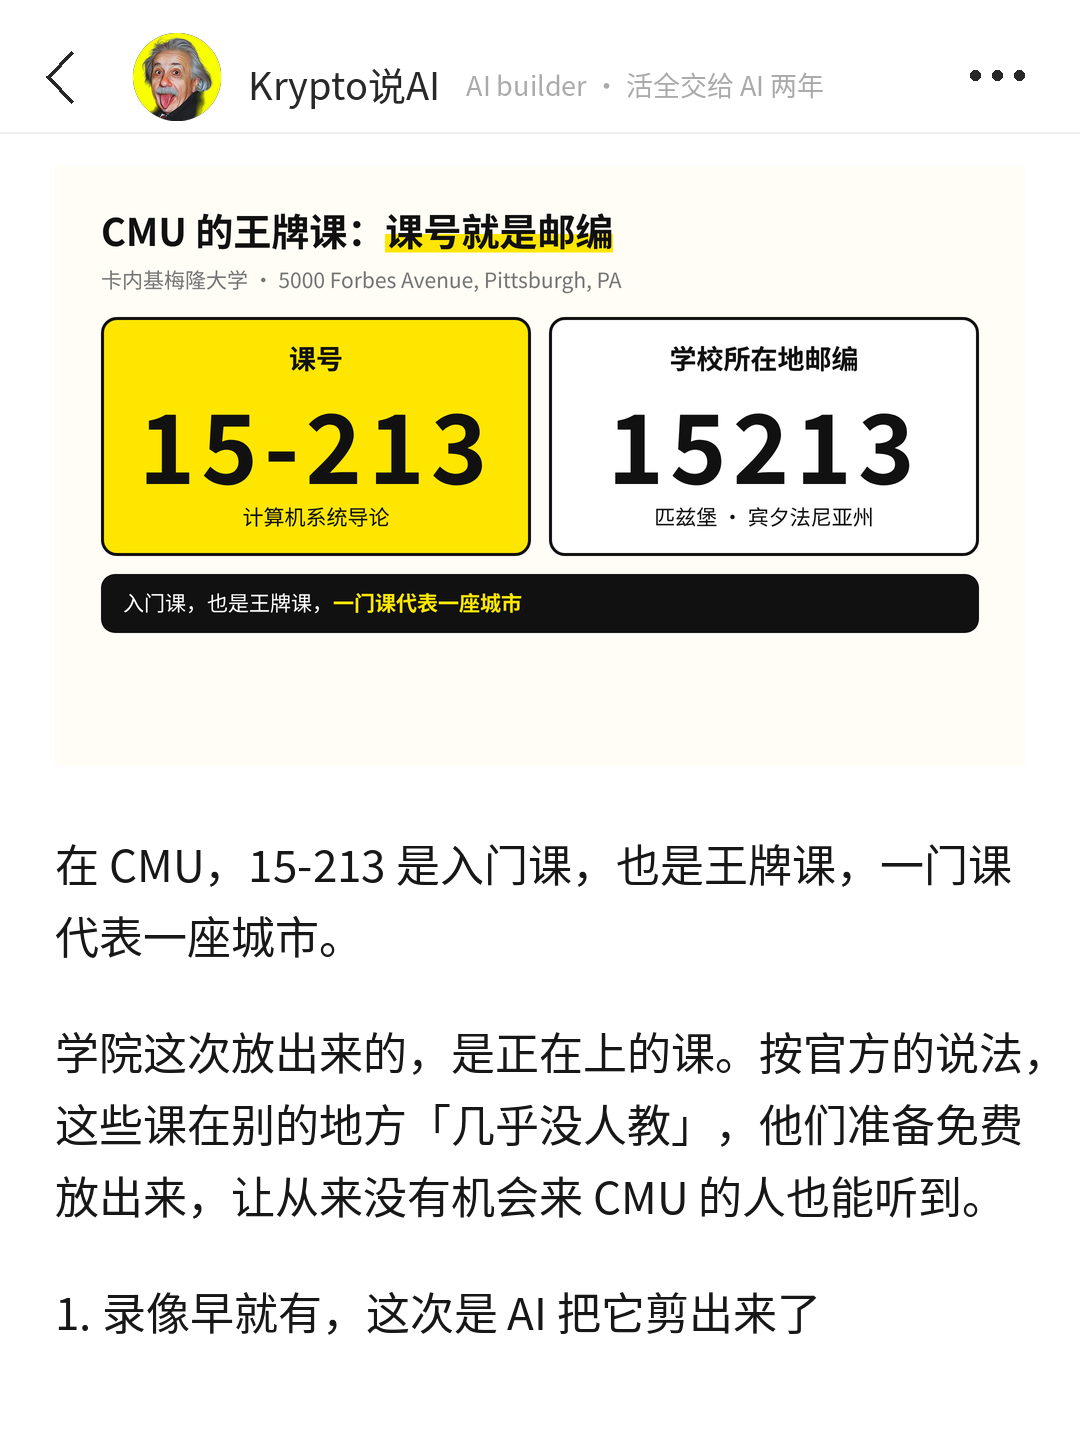 Krypto说AI AI builder · 活全交给 AI 两年
CMU 的王牌课：课号就是邮编
卡内基梅隆大学 · 5000 Forbes Avenue, Pittsburgh, PA
课号
15-213
计算机系统导论
学校所在地邮编
15213
匹兹堡 · 宾夕法尼亚州
入门课，也是王牌课，一门课代表一座城市
在 CMU，15-213 是入门课，也是王牌课，一门课
代表一座城市。
学院这次放出来的，是正在上的课。按官方的说法，
这些课在别的地方「几乎没人教」，他们准备免费
放出来，让从来没有机会来 CMU 的人也能听到。
1. 录像早就有，这次是 AI 把它剪出来了